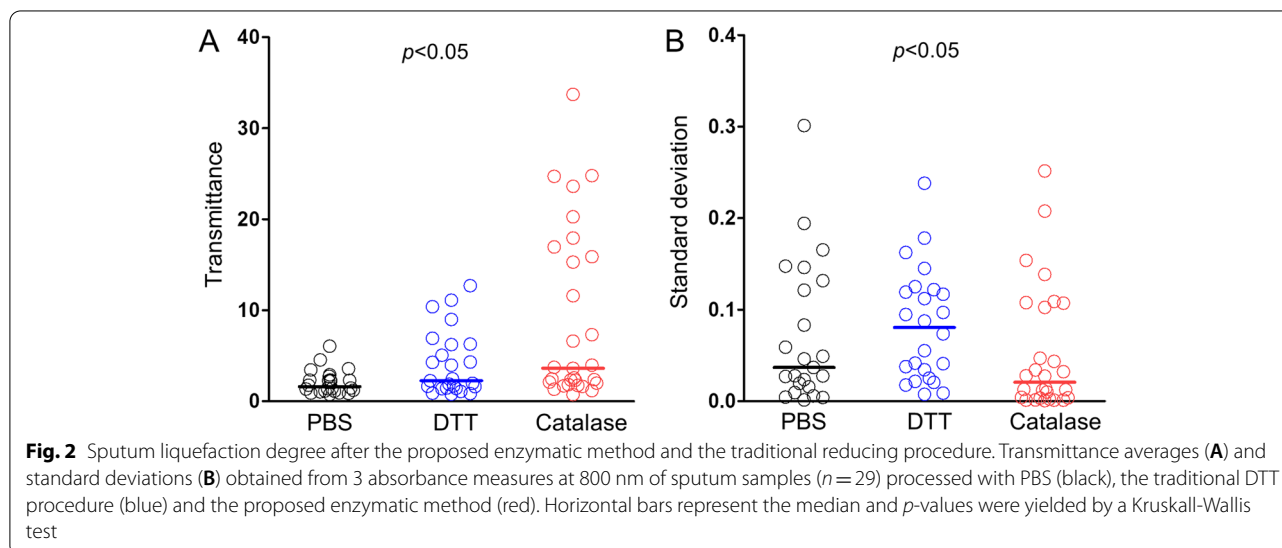 A
p<0.05
Transmittance
40
30
20
10
0
PBS
DTT
Catalase
B
p<0.05
Standard deviation
0.4
0.3
0.2
0.1
0.0
PBS
DTT
Catalase
Fig. 2 Sputum liquefaction degree after the proposed enzymatic method and the traditional reducing procedure. Transmittance averages (A) and
standard deviations (B) obtained from 3 absorbance measures at 800 nm of sputum samples (n = 29) processed with PBS (black), the traditional DTT
procedure (blue) and the proposed enzymatic method (red). Horizontal bars represent the median and p-values were yielded by a Kruskall-Wallis
test